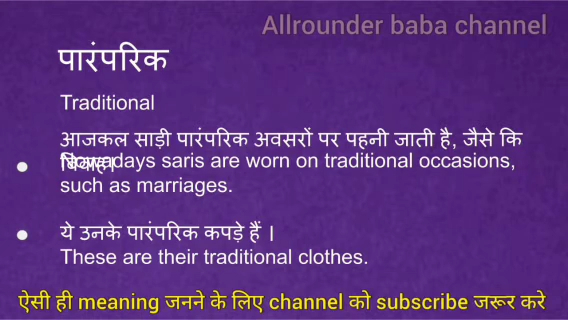 Allrounder baba channel
पारंपरिक
Traditional
आजकल साड़ी पारंपरिक अवसरों पर पहनी जाती है, जैसे कि
विवाह।
Nowadays saris are worn on traditional occasions,
such as marriages.
ये उनके पारंपरिक कपड़े हैं ।
These are their traditional clothes.
ऐसी ही meaning जनने के लिए channel को subscribe जरूर करे